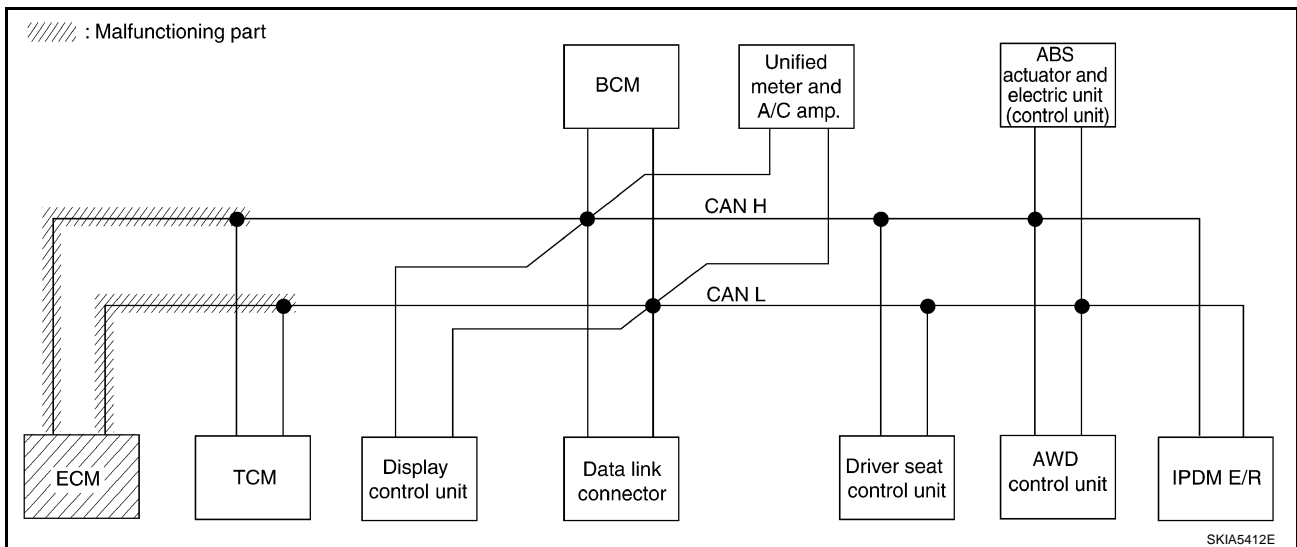 : Malfunctioning part
BCM
Unified
meter and
A/C amp.
ABS
actuator and
electric unit
(control unit)
CAN H
CAN L
ECM
TCM
Display
control unit
Data link
connector
Driver seat
control unit
AWD
control unit
IPDM E/R
SKIA5412E